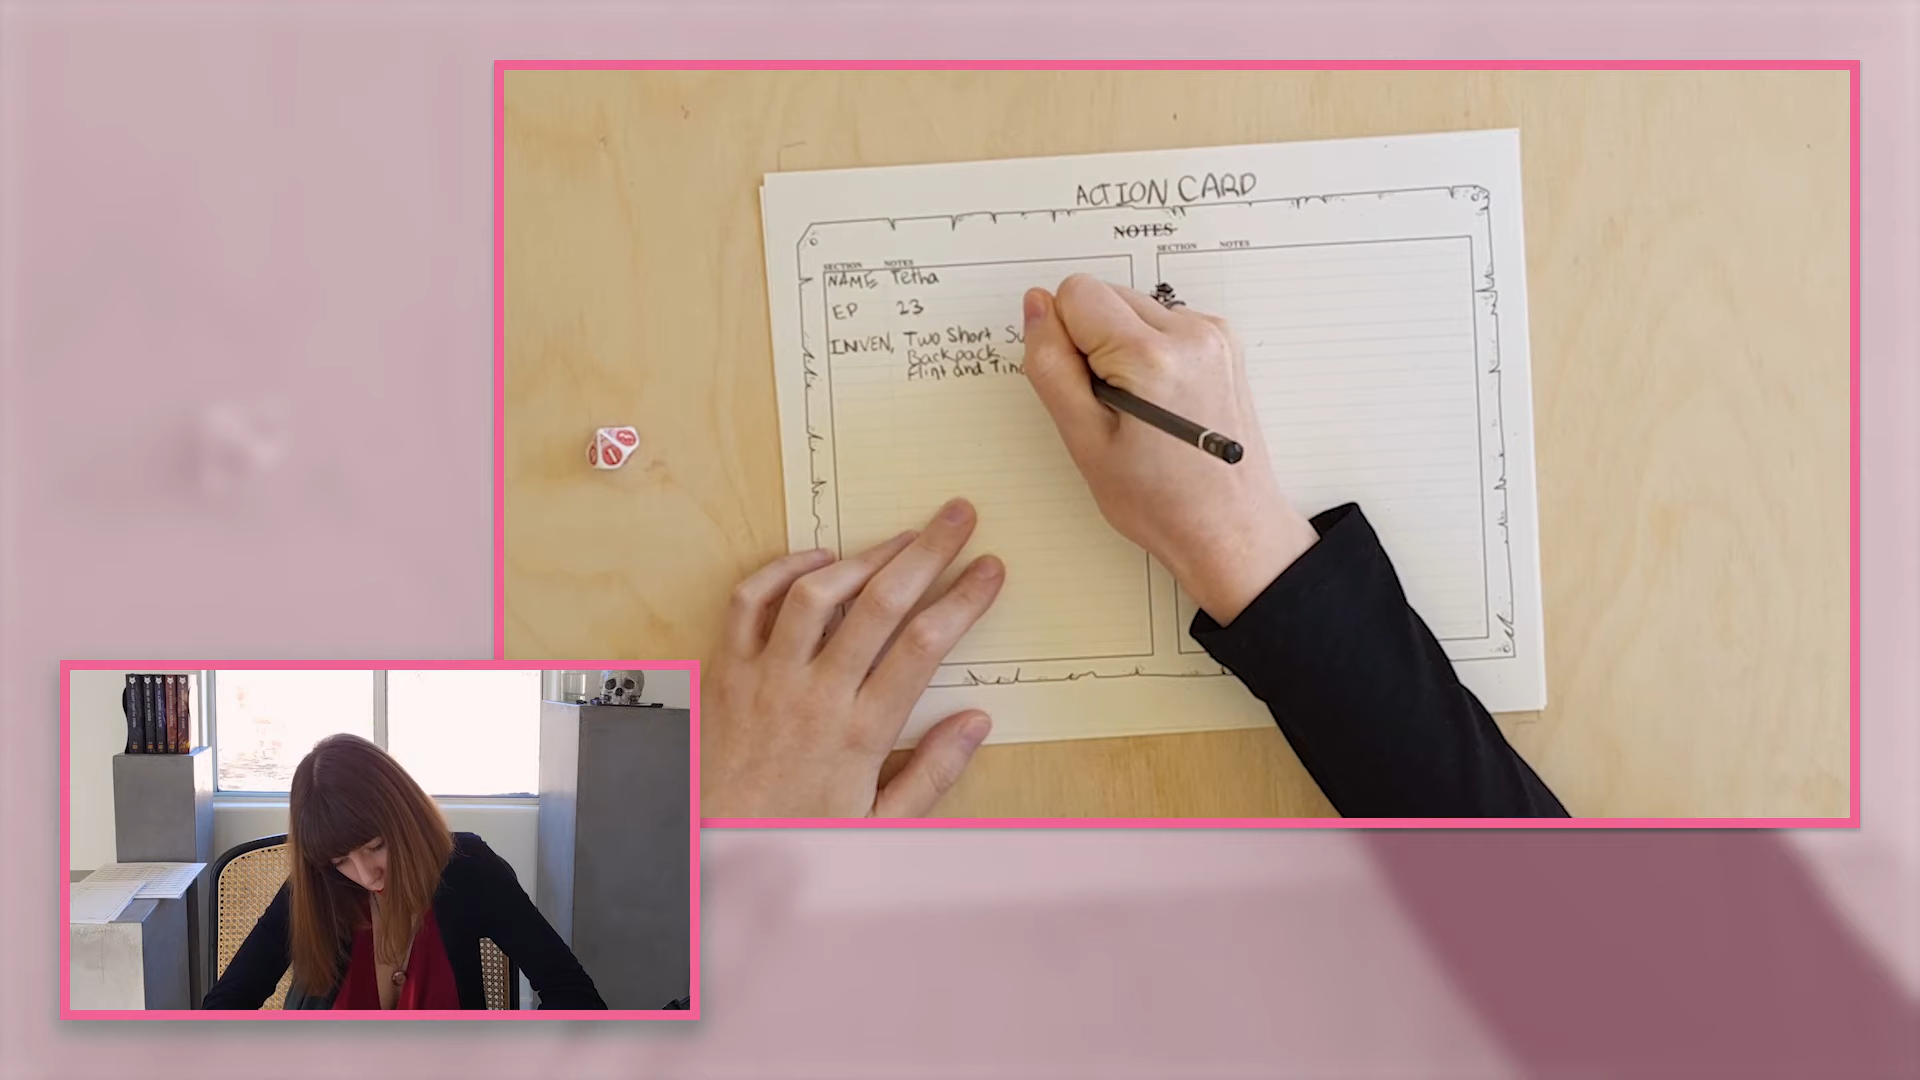 ACTION CARD
NOTES
SECTION NOTES
SECTION NOTES
NAME Tetha
EP 23
INVEN, Two Short
Backpack
Flint and